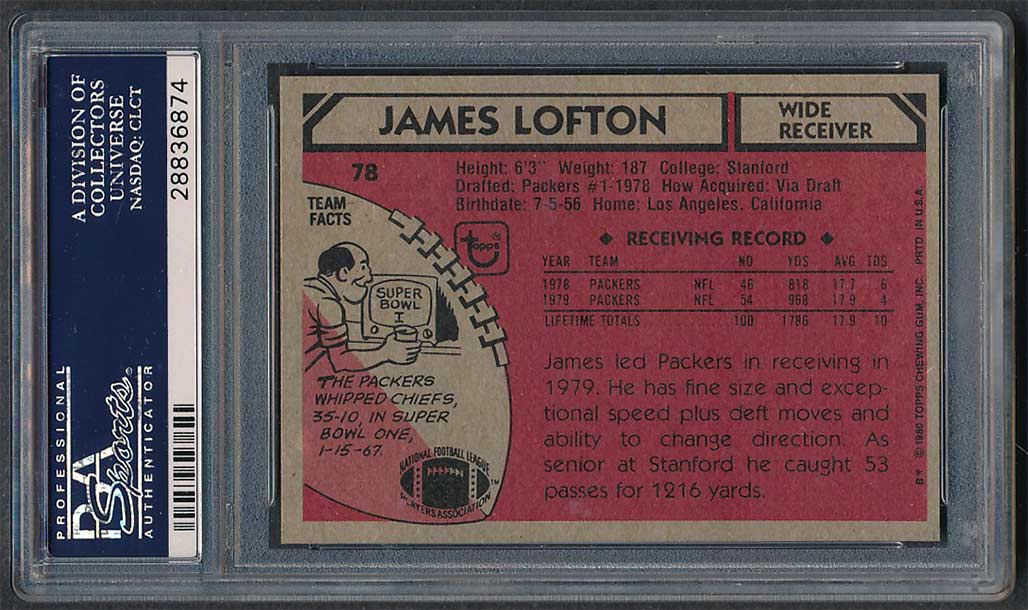 A DIVISION OF
COLLECTORS
UNIVERSE
NASDAQ: CLCT
28836874
PROFESSIONAL
PSA
Sports®
AUTHENTICATOR
JAMES LOFTON
WIDE
RECEIVER
78
Height: 6'3" Weight: 187 College: Stanford
Drafted: Packers #1-1978 How Acquired: Via Draft
Birthdate: 7-5-56 Home: Los Angeles, California
TEAM
FACTS
topps®
SUPER
BOWL
I
THE PACKERS
WHIPPED CHIEFS,
35-10, IN SUPER
BOWL ONE,
1-15-67.
NATIONAL FOOTBALL LEAGUE
PLAYERS ASSOCIATION™
◆ RECEIVING RECORD ◆
YEAR TEAM NO YDS AVG TDS
1978 PACKERS NFL 46 818 17.7 6
1979 PACKERS NFL 54 968 17.9 4
LIFETIME TOTALS 100 1786 17.9 10
James led Packers in receiving in
1979. He has fine size and excep-
tional speed plus deft moves and
ability to change direction. As
senior at Stanford he caught 53
passes for 1216 yards.
B* © 1980 TOPPS CHEWING GUM, INC. PRTD. IN U.S.A.